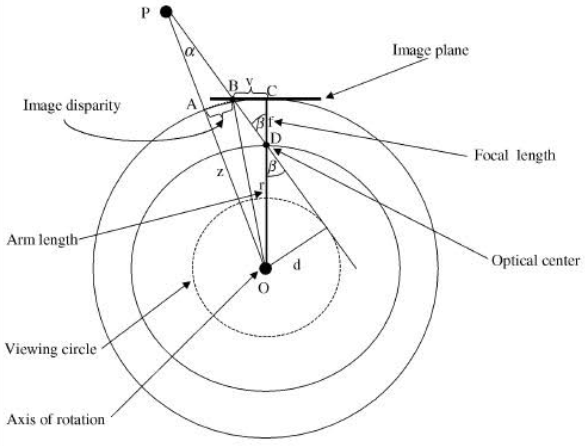 P
α
Image plane
B
v
C
Image disparity
A
β
f
D
Focal length
z
β
r
Arm length
d
Optical center
O
Viewing circle
Axis of rotation